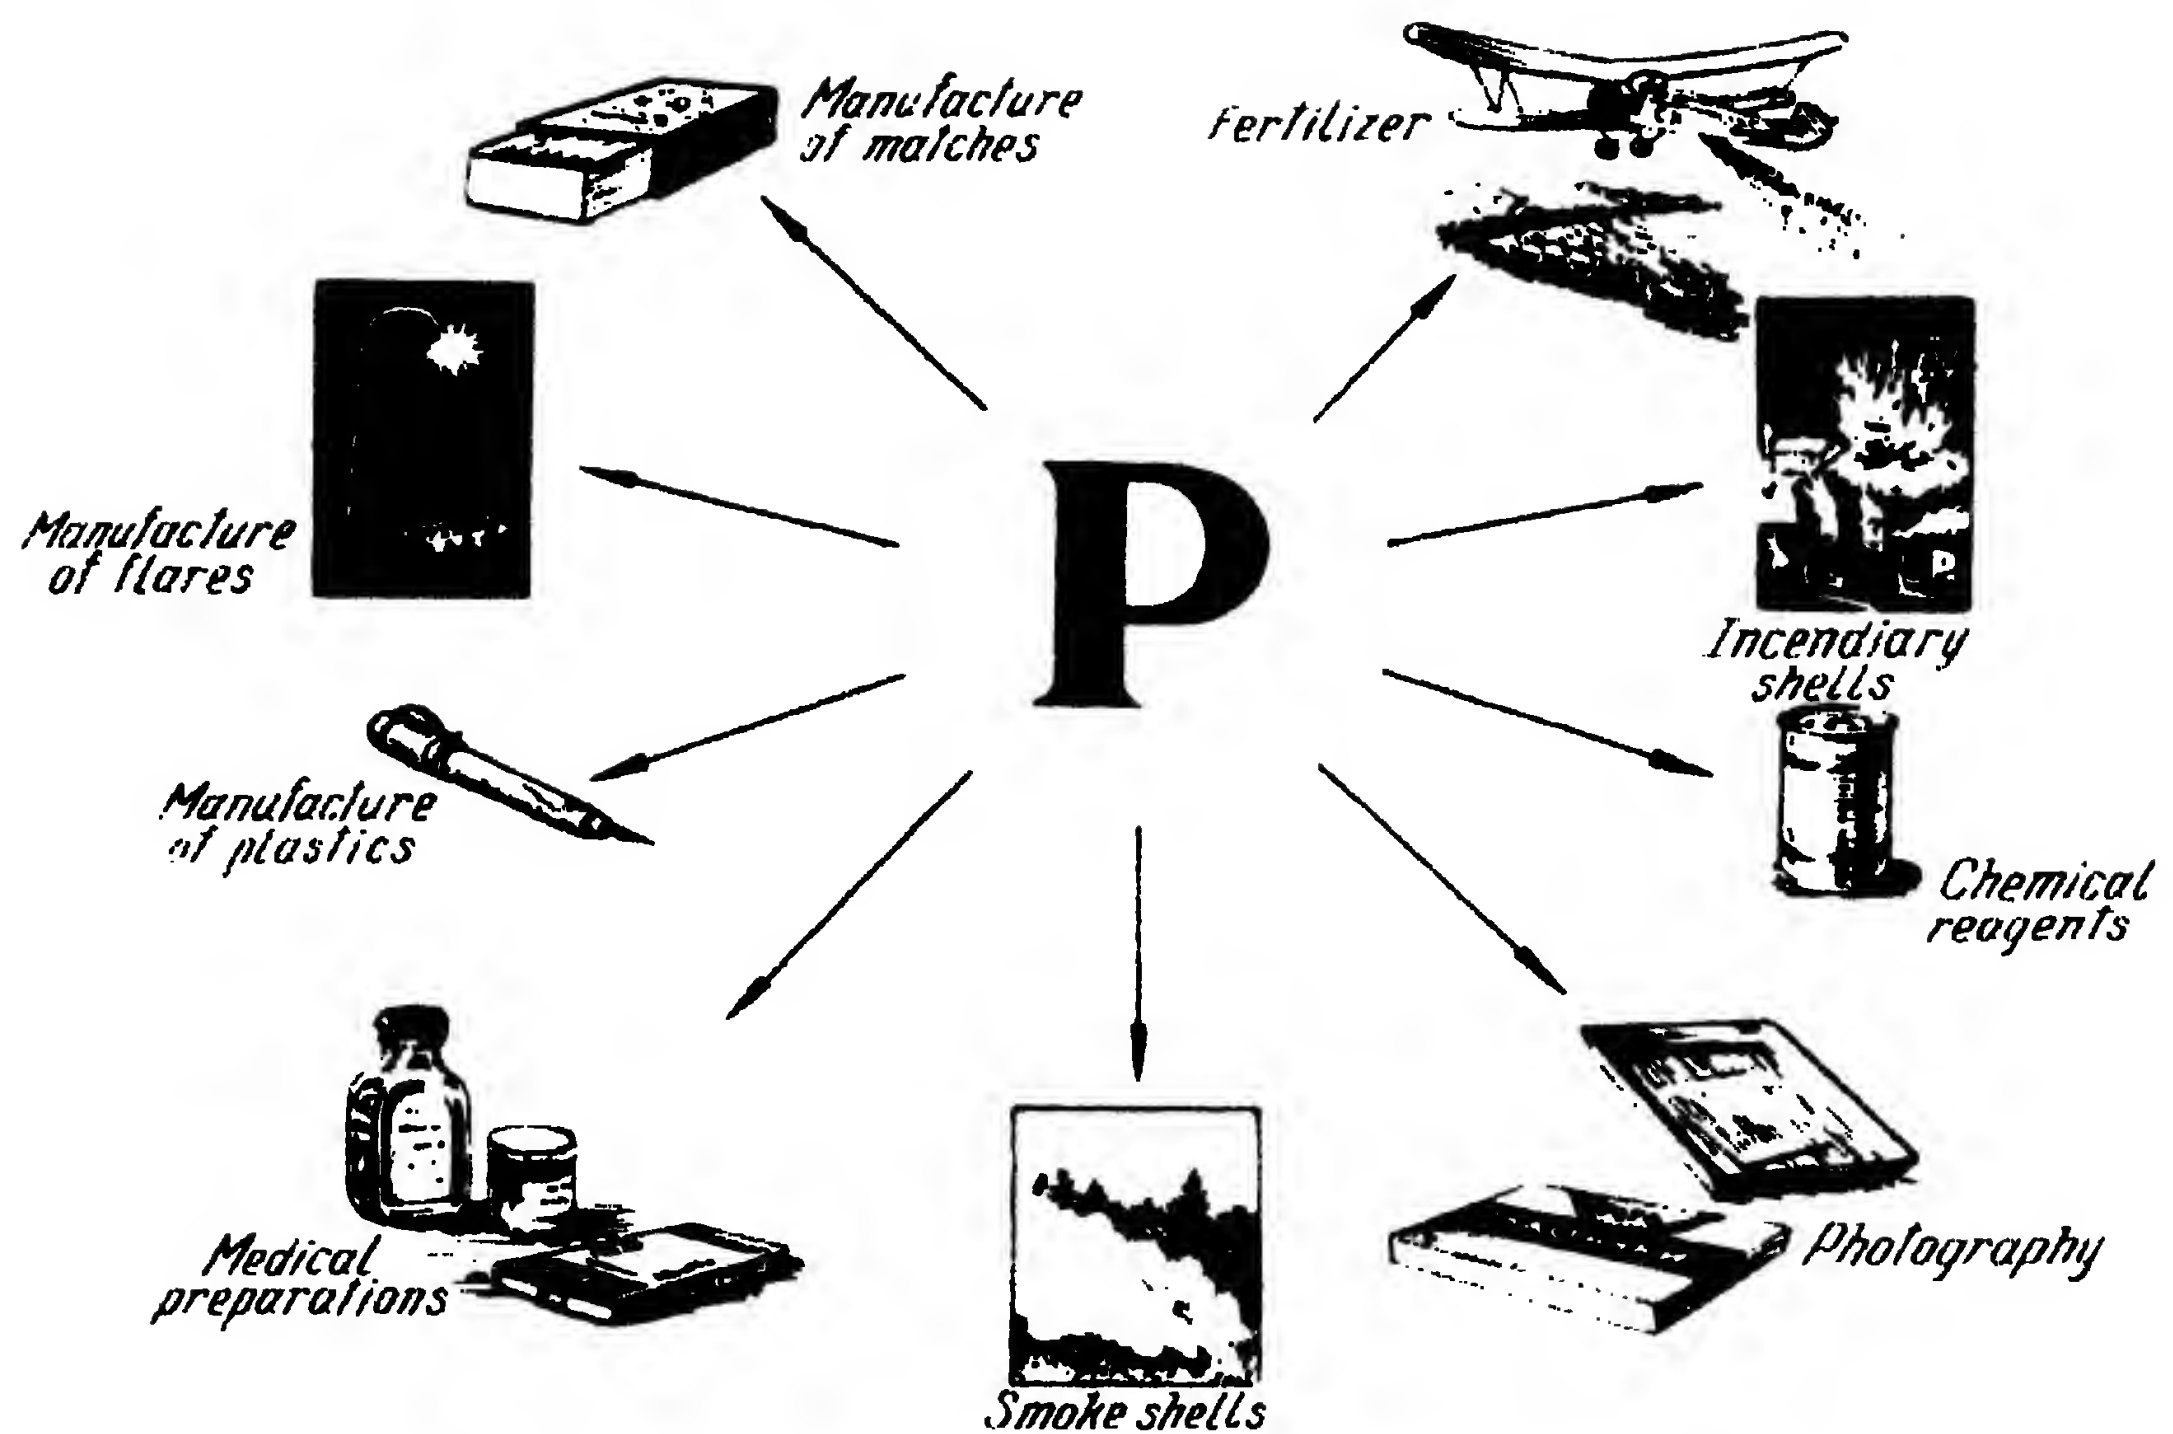 Manufacture
of matches
fertilizer
Manufacture
of flares
P
P
Incendiary
shells
Manufacture
of plastics
Chemical
reagents
Medical
preparations
Photography
Smoke shells